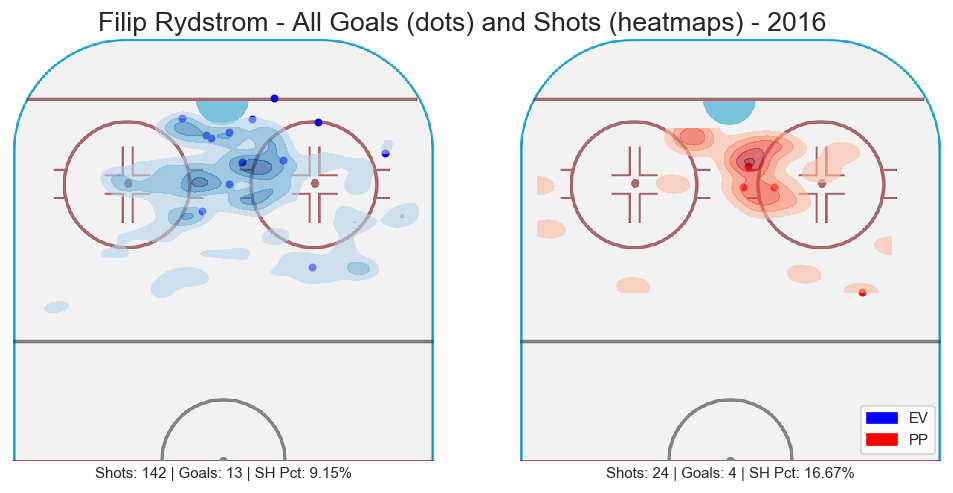 Filip Rydstrom - All Goals (dots) and Shots (heatmaps) - 2016
EV
PP
Shots: 142 | Goals: 13 | SH Pct: 9.15%
Shots: 24 | Goals: 4 | SH Pct: 16.67%